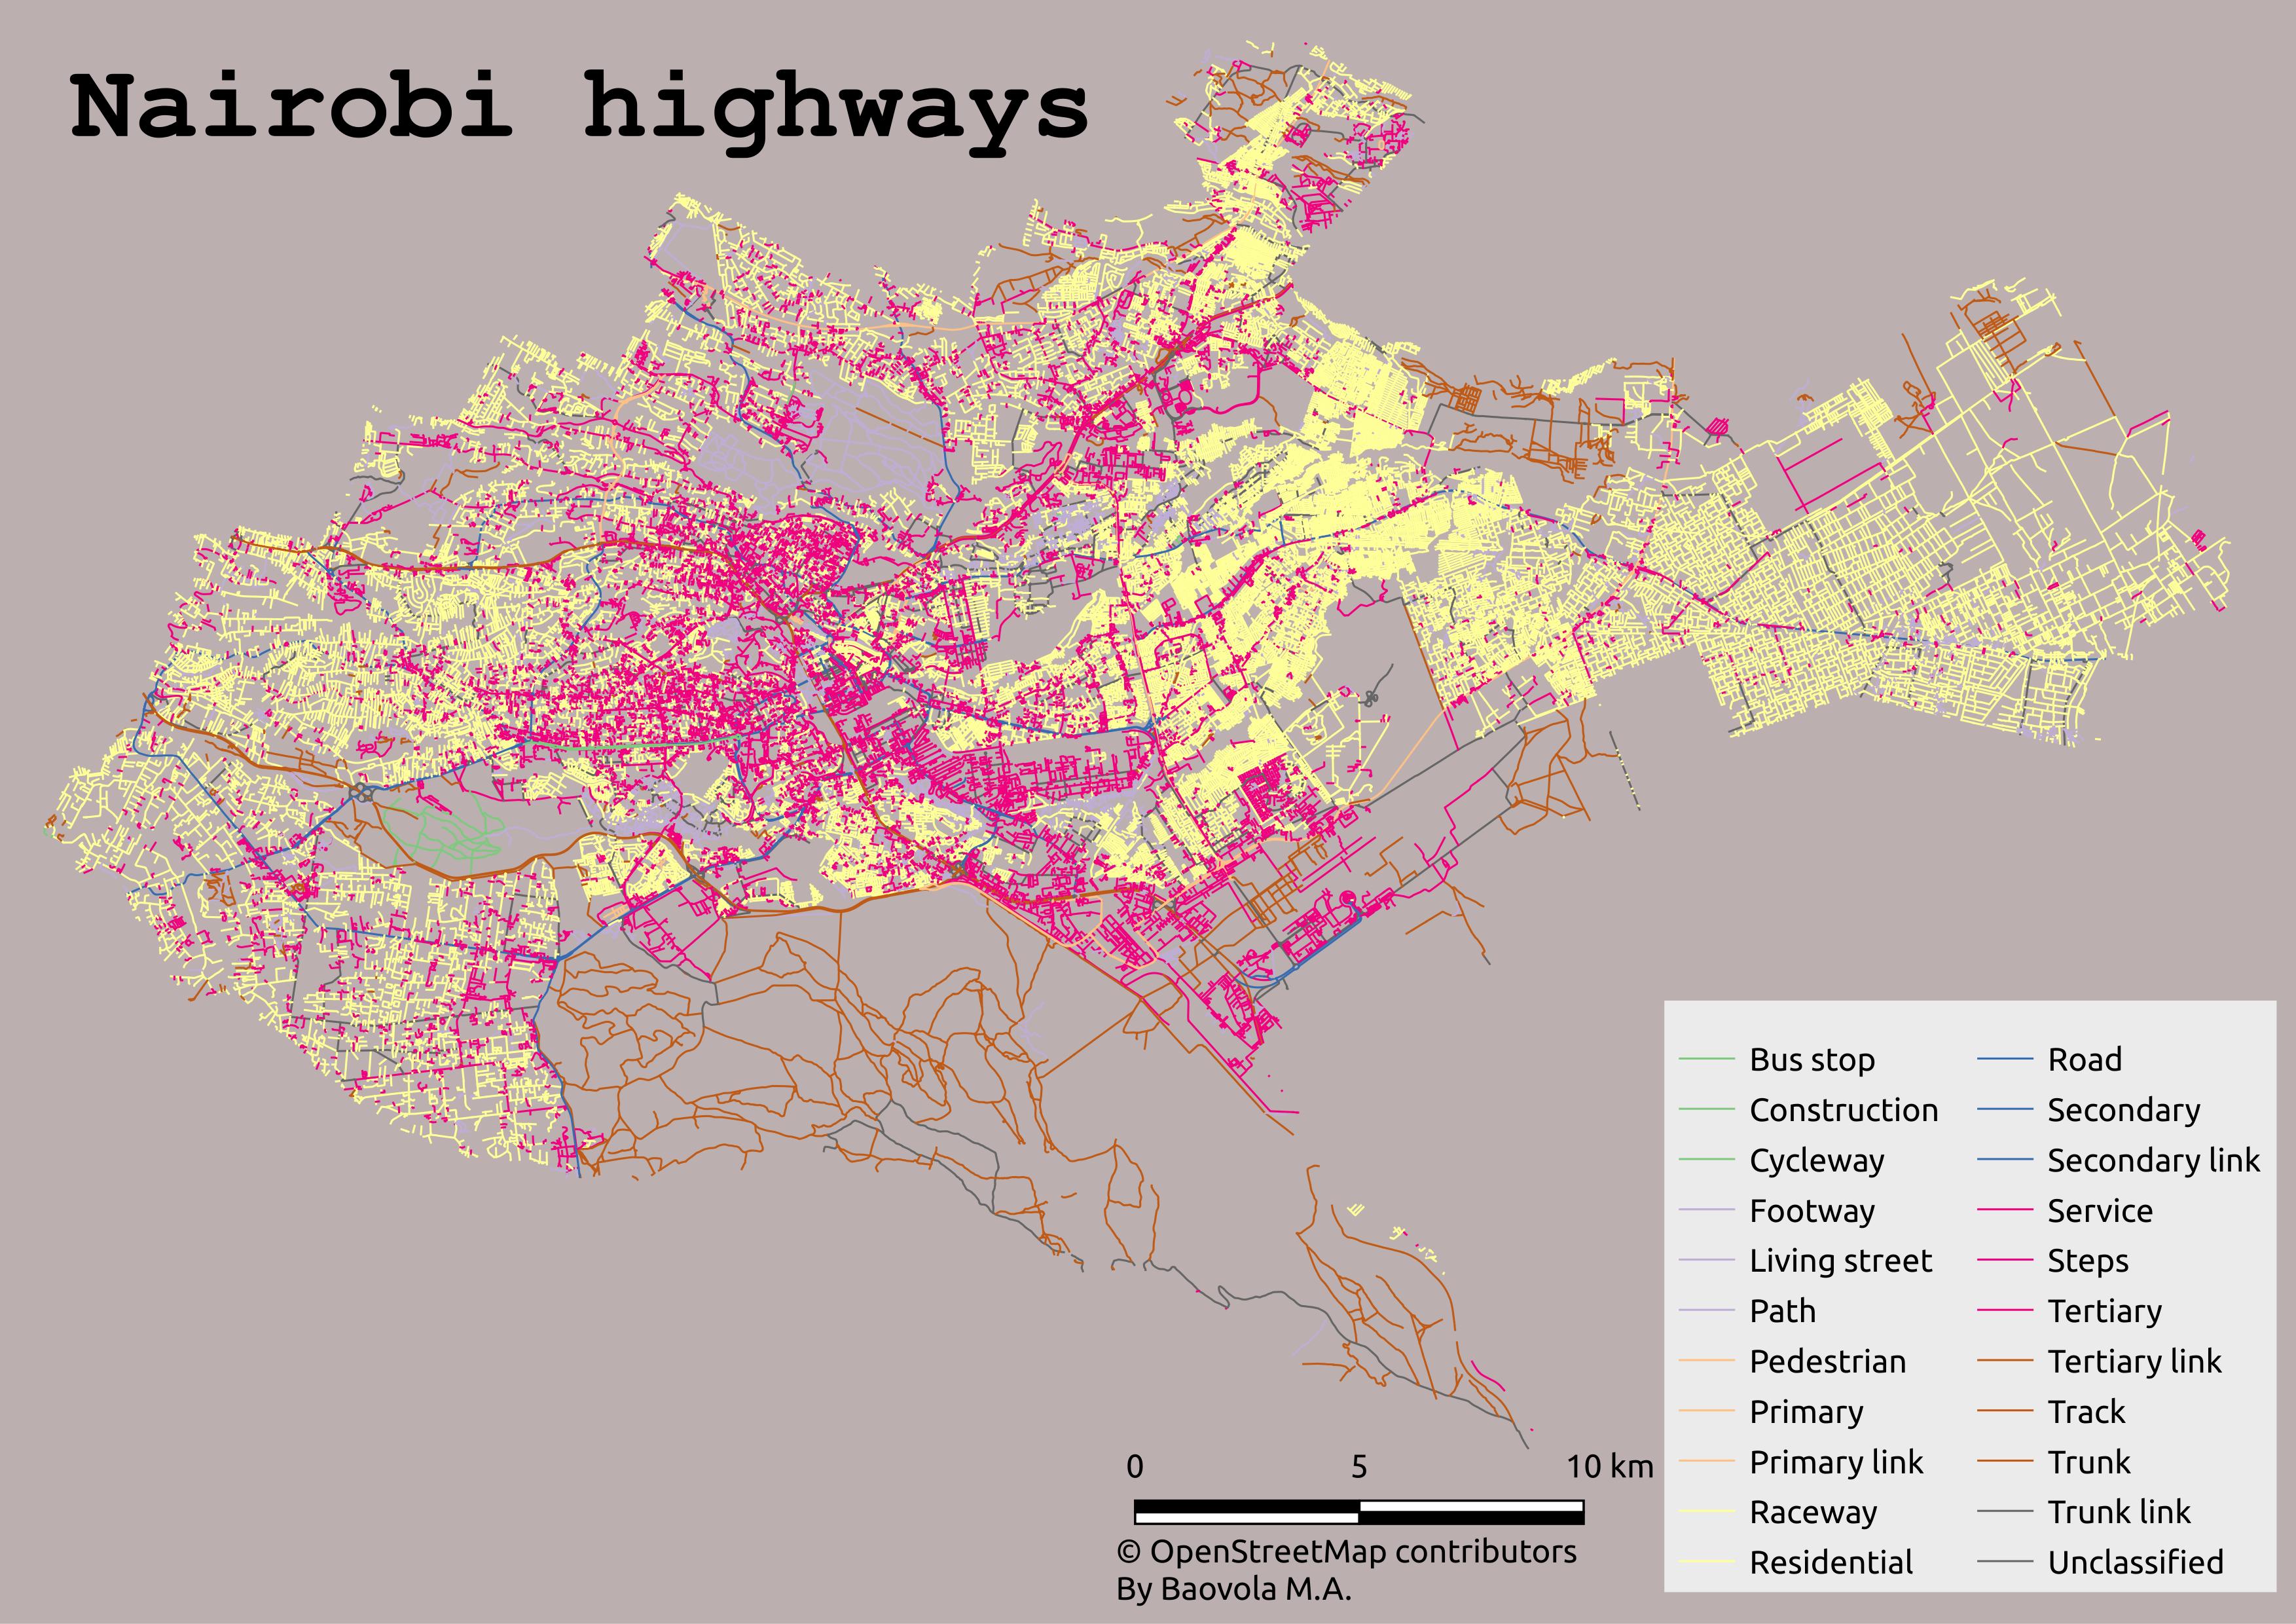 Nairobi highways
Bus stop
Construction
Cycleway
Footway
Living street
Path
Pedestrian
Primary
Primary link
Raceway
Residential
Road
Secondary
Secondary link
Service
Steps
Tertiary
Tertiary link
Track
Trunk
Trunk link
Unclassified
0 5 10 km
© OpenStreetMap contributors
By Baovola M.A.